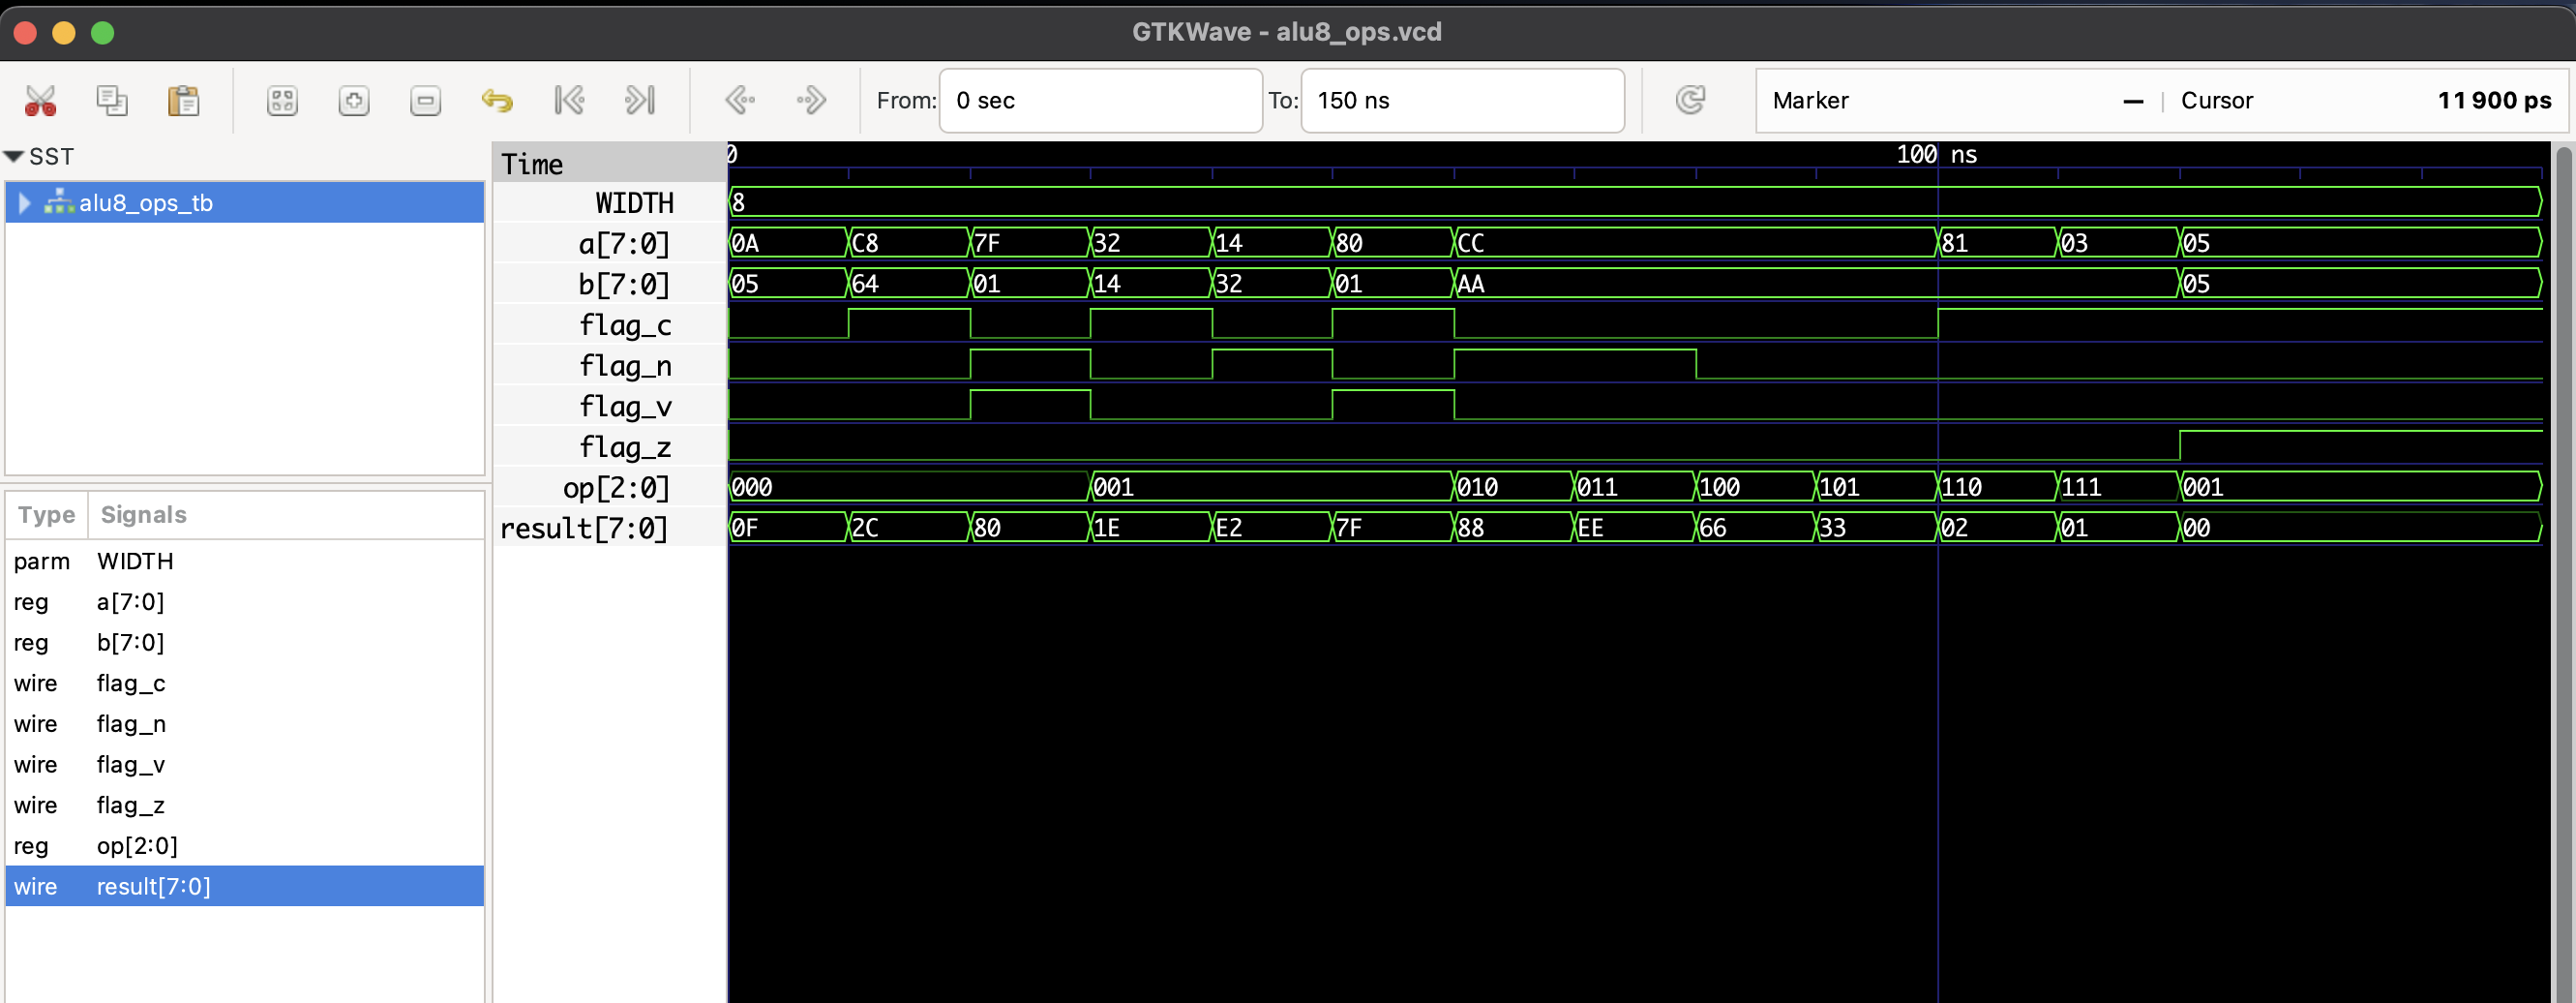 GTKWave - alu8_ops.vcd
From: 0 sec To: 150 ns Marker — | Cursor 11 900 ps
SST
alu8_ops_tb
Type Signals
parm WIDTH
reg a[7:0]
reg b[7:0]
wire flag_c
wire flag_n
wire flag_v
wire flag_z
reg op[2:0]
wire result[7:0]
Time 0 100 ns
WIDTH 8
a[7:0] 0A C8 7F 32 14 80 CC 81 03 05
b[7:0] 05 64 01 14 32 01 AA 05
flag_c
flag_n
flag_v
flag_z
op[2:0] 000 001 010 011 100 101 110 111 001
result[7:0] 0F 2C 80 1E E2 7F 88 EE 66 33 02 01 00